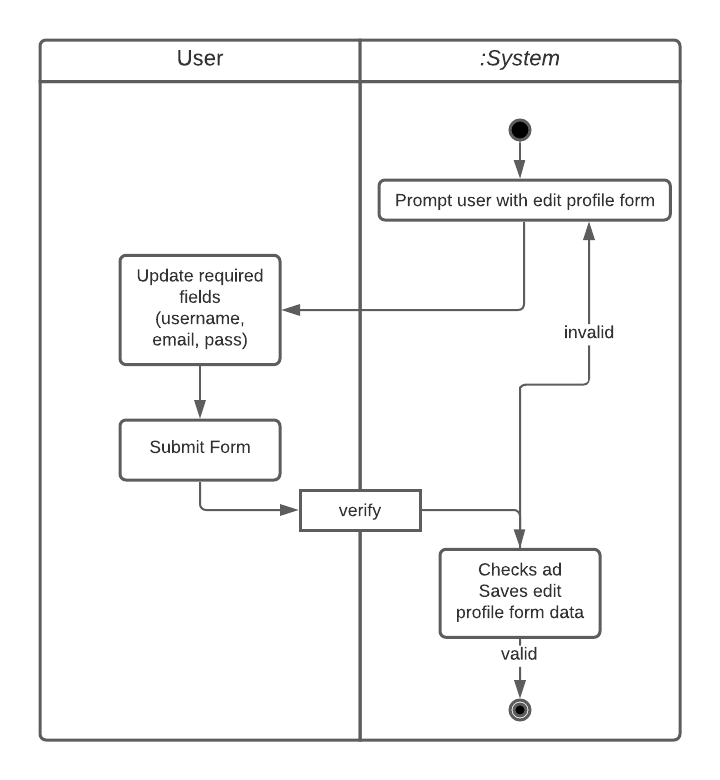 User
:System
Prompt user with edit profile form
Update required
fields
(username,
email, pass)
invalid
Submit Form
verify
Checks ad
Saves edit
profile form data
valid